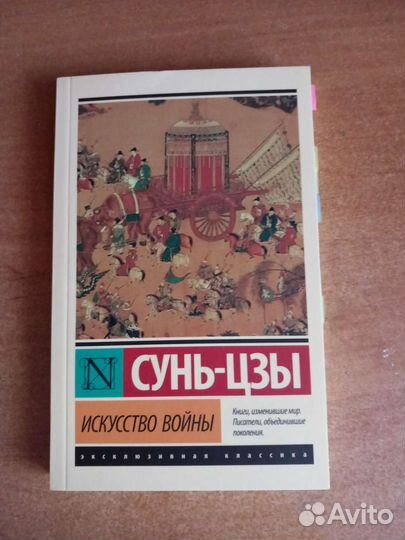 N СУНЬ-ЦЗЫ
ИСКУССТВО ВОЙНЫ
Книги, изменившие мир.
Писатели, объединившие
поколения.
эксклюзивная классика
Avito